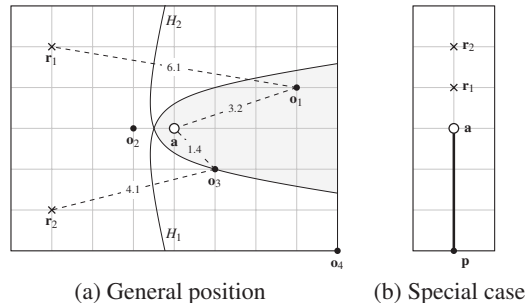 H₂
r₁
6.1
o₁
3.2
o₂
a
1.4
o₃
4.1
r₂
H₁
o₄
(a) General position
r₂
r₁
a
p
(b) Special case